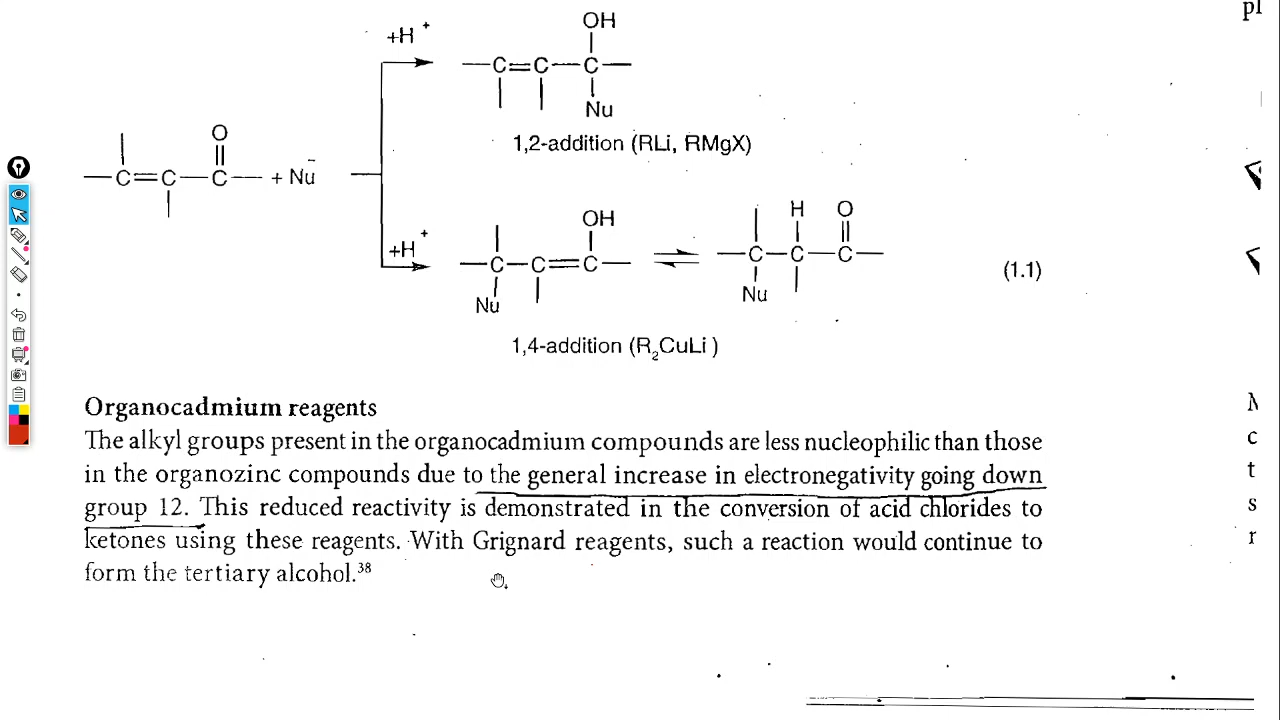 pl
+H+
OH
—C=C—C—
Nu
1,2-addition (RLi, RMgX)
O
—C=C—C— + Nu-
+H+
OH
—C—C=C—
Nu
H O
—C—C—C—
Nu
(1.1)
1,4-addition (R2CuLi )
Organocadmium reagents
The alkyl groups present in the organocadmium compounds are less nucleophilic than those
in the organozinc compounds due to the general increase in electronegativity going down
group 12. This reduced reactivity is demonstrated in the conversion of acid chlorides to
ketones using these reagents. With Grignard reagents, such a reaction would continue to
form the tertiary alcohol.38
c
t
s
r